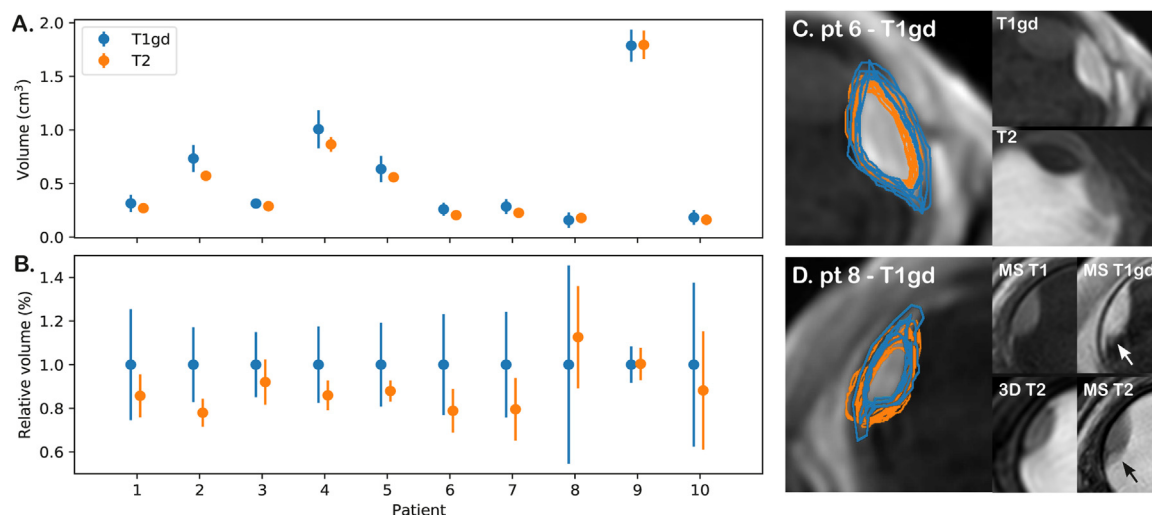 A.
T1gd
T2
Volume (cm³)
2.0
1.5
1.0
0.5
0.0
B.
Relative volume (%)
1.4
1.2
1.0
0.8
0.6
1 2 3 4 5 6 7 8 9 10
Patient
C. pt 6 - T1gd
T1gd
T2
D. pt 8 - T1gd
MS T1
MS T1gd
3D T2
MS T2